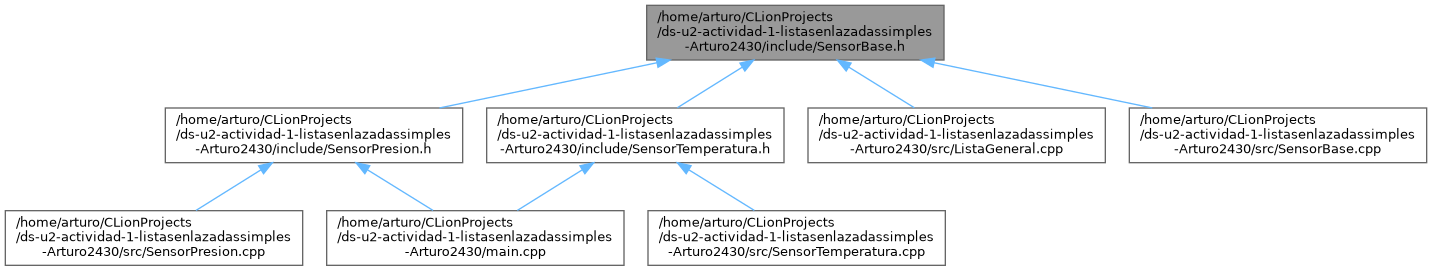 /home/arturo/CLionProjects
/ds-u2-actividad-1-listasenlazadassimples
-Arturo2430/include/SensorBase.h
/home/arturo/CLionProjects
/ds-u2-actividad-1-listasenlazadassimples
-Arturo2430/include/SensorPresion.h
/home/arturo/CLionProjects
/ds-u2-actividad-1-listasenlazadassimples
-Arturo2430/include/SensorTemperatura.h
/home/arturo/CLionProjects
/ds-u2-actividad-1-listasenlazadassimples
-Arturo2430/src/ListaGeneral.cpp
/home/arturo/CLionProjects
/ds-u2-actividad-1-listasenlazadassimples
-Arturo2430/src/SensorBase.cpp
/home/arturo/CLionProjects
/ds-u2-actividad-1-listasenlazadassimples
-Arturo2430/src/SensorPresion.cpp
/home/arturo/CLionProjects
/ds-u2-actividad-1-listasenlazadassimples
-Arturo2430/main.cpp
/home/arturo/CLionProjects
/ds-u2-actividad-1-listasenlazadassimples
-Arturo2430/src/SensorTemperatura.cpp